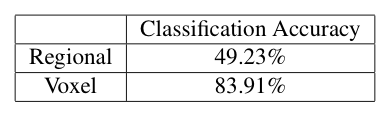 Classification Accuracy
Regional 49.23%
Voxel 83.91%